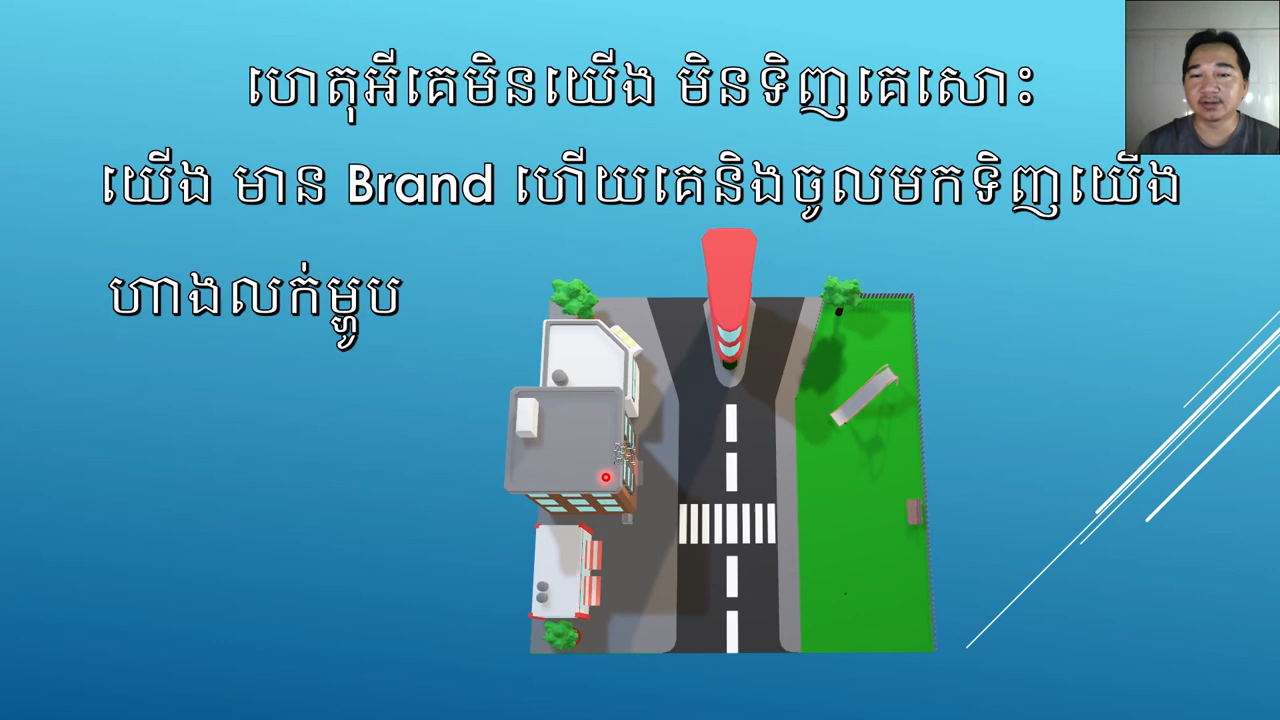 ហេតុអីគេមិនយើង មិនទិញគេសោះ
យើង មាន Brand ហើយគេនិងចូលមកទិញយើង
ហាងលក់ម្ហូប